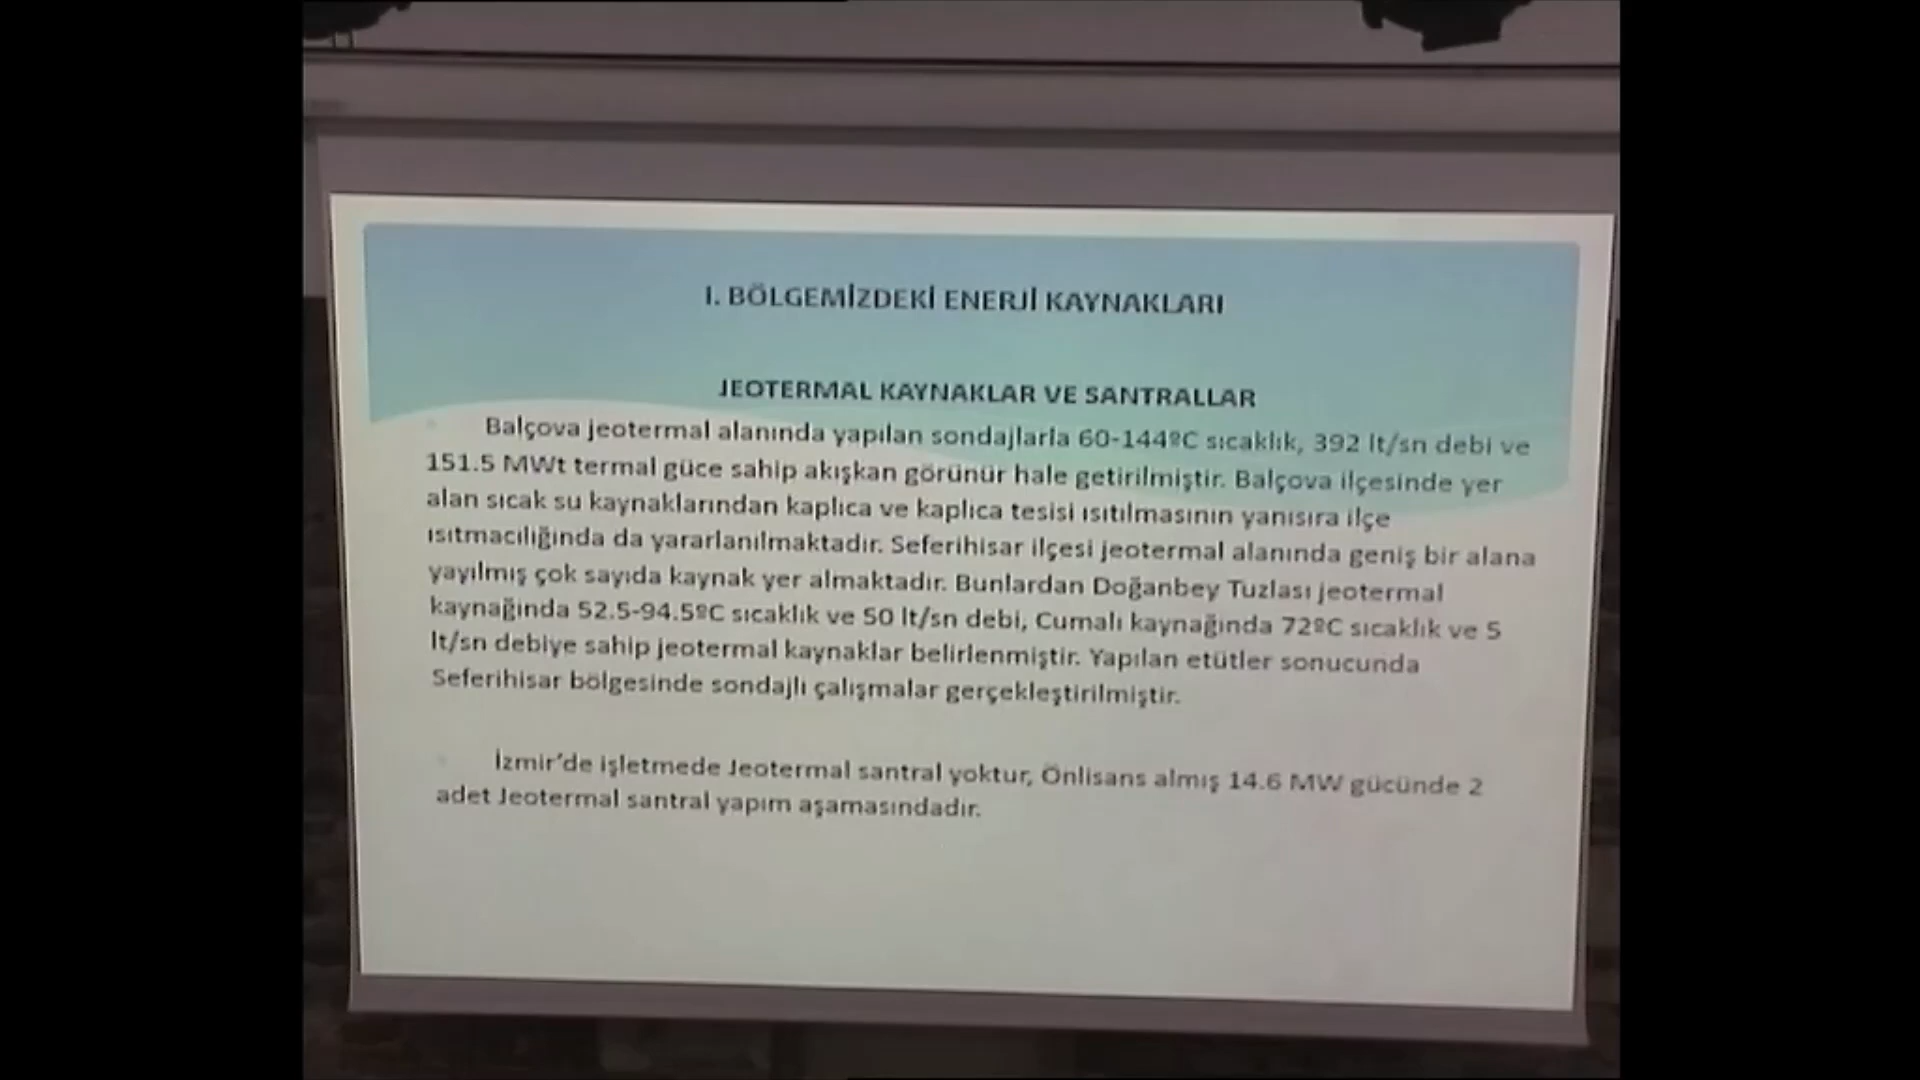 I. BÖLGEMİZDEKİ ENERJİ KAYNAKLARI
JEOTERMAL KAYNAKLAR VE SANTRALLAR
Balçova jeotermal alanında yapılan sondajlarla 60-144ºC sıcaklık, 392 lt/sn debi ve
151.5 MWt termal güce sahip akışkan görünür hale getirilmiştir. Balçova ilçesinde yer
alan sıcak su kaynaklarından kaplıca ve kaplıca tesisi ısıtılmasının yanısıra ilçe
ısıtmacılığında da yararlanılmaktadır. Seferihisar ilçesi jeotermal alanında geniş bir alana
yayılmış çok sayıda kaynak yer almaktadır. Bunlardan Doğanbey Tuzlası jeotermal
kaynağında 52.5-94.5ºC sıcaklık ve 50 lt/sn debi, Cumalı kaynağında 72ºC sıcaklık ve 5
lt/sn debiye sahip jeotermal kaynaklar belirlenmiştir. Yapılan etütler sonucunda
Seferihisar bölgesinde sondajlı çalışmalar gerçekleştirilmiştir.
İzmir'de işletmede Jeotermal santral yoktur, Önlisans almış 14.6 MW gücünde 2
adet Jeotermal santral yapım aşamasındadır.